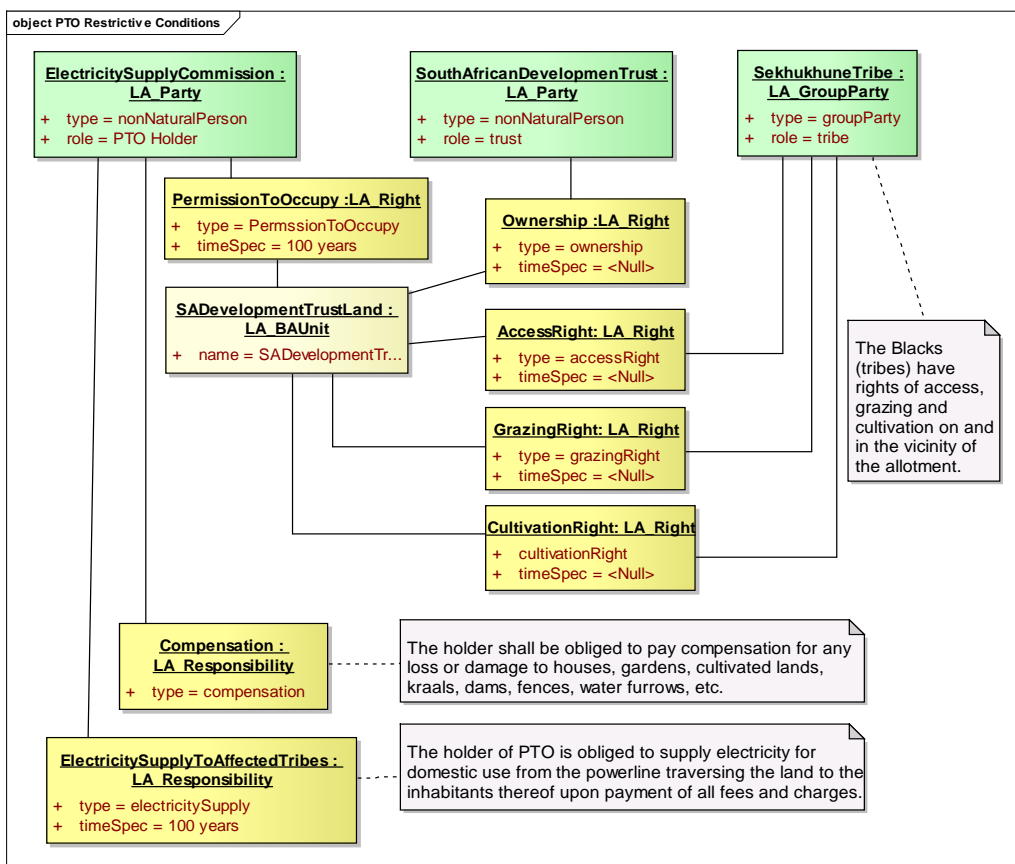 object PTO Restrictive Conditions
ElectricitySupplyCommission :
LA_Party
+ type = nonNaturalPerson
+ role = PTO Holder
SouthAfricanDevelopmenTrust :
LA_Party
+ type = nonNaturalPerson
+ role = trust
SekhukhuneTribe :
LA_GroupParty
+ type = groupParty
+ role = tribe
PermissionToOccupy :LA_Right
+ type = PermssionToOccupy
+ timeSpec = 100 years
Ownership :LA_Right
+ type = ownership
+ timeSpec = <Null>
SADevelopmentTrustLand :
LA_BAUnit
+ name = SADevelopmentTr...
AccessRight: LA_Right
+ type = accessRight
+ timeSpec = <Null>
The Blacks
(tribes) have
rights of access,
grazing and
cultivation on and
in the vicinity of
the allotment.
GrazingRight: LA_Right
+ type = grazingRight
+ timeSpec = <Null>
CultivationRight: LA_Right
+ cultivationRight
+ timeSpec = <Null>
Compensation :
LA_Responsibility
+ type = compensation
The holder shall be obliged to pay compensation for any
loss or damage to houses, gardens, cultivated lands,
kraals, dams, fences, water furrows, etc.
ElectricitySupplyToAffectedTribes :
LA_Responsibility
+ type = electricitySupply
+ timeSpec = 100 years
The holder of PTO is obliged to supply electricity for
domestic use from the powerline traversing the land to the
inhabitants thereof upon payment of all fees and charges.